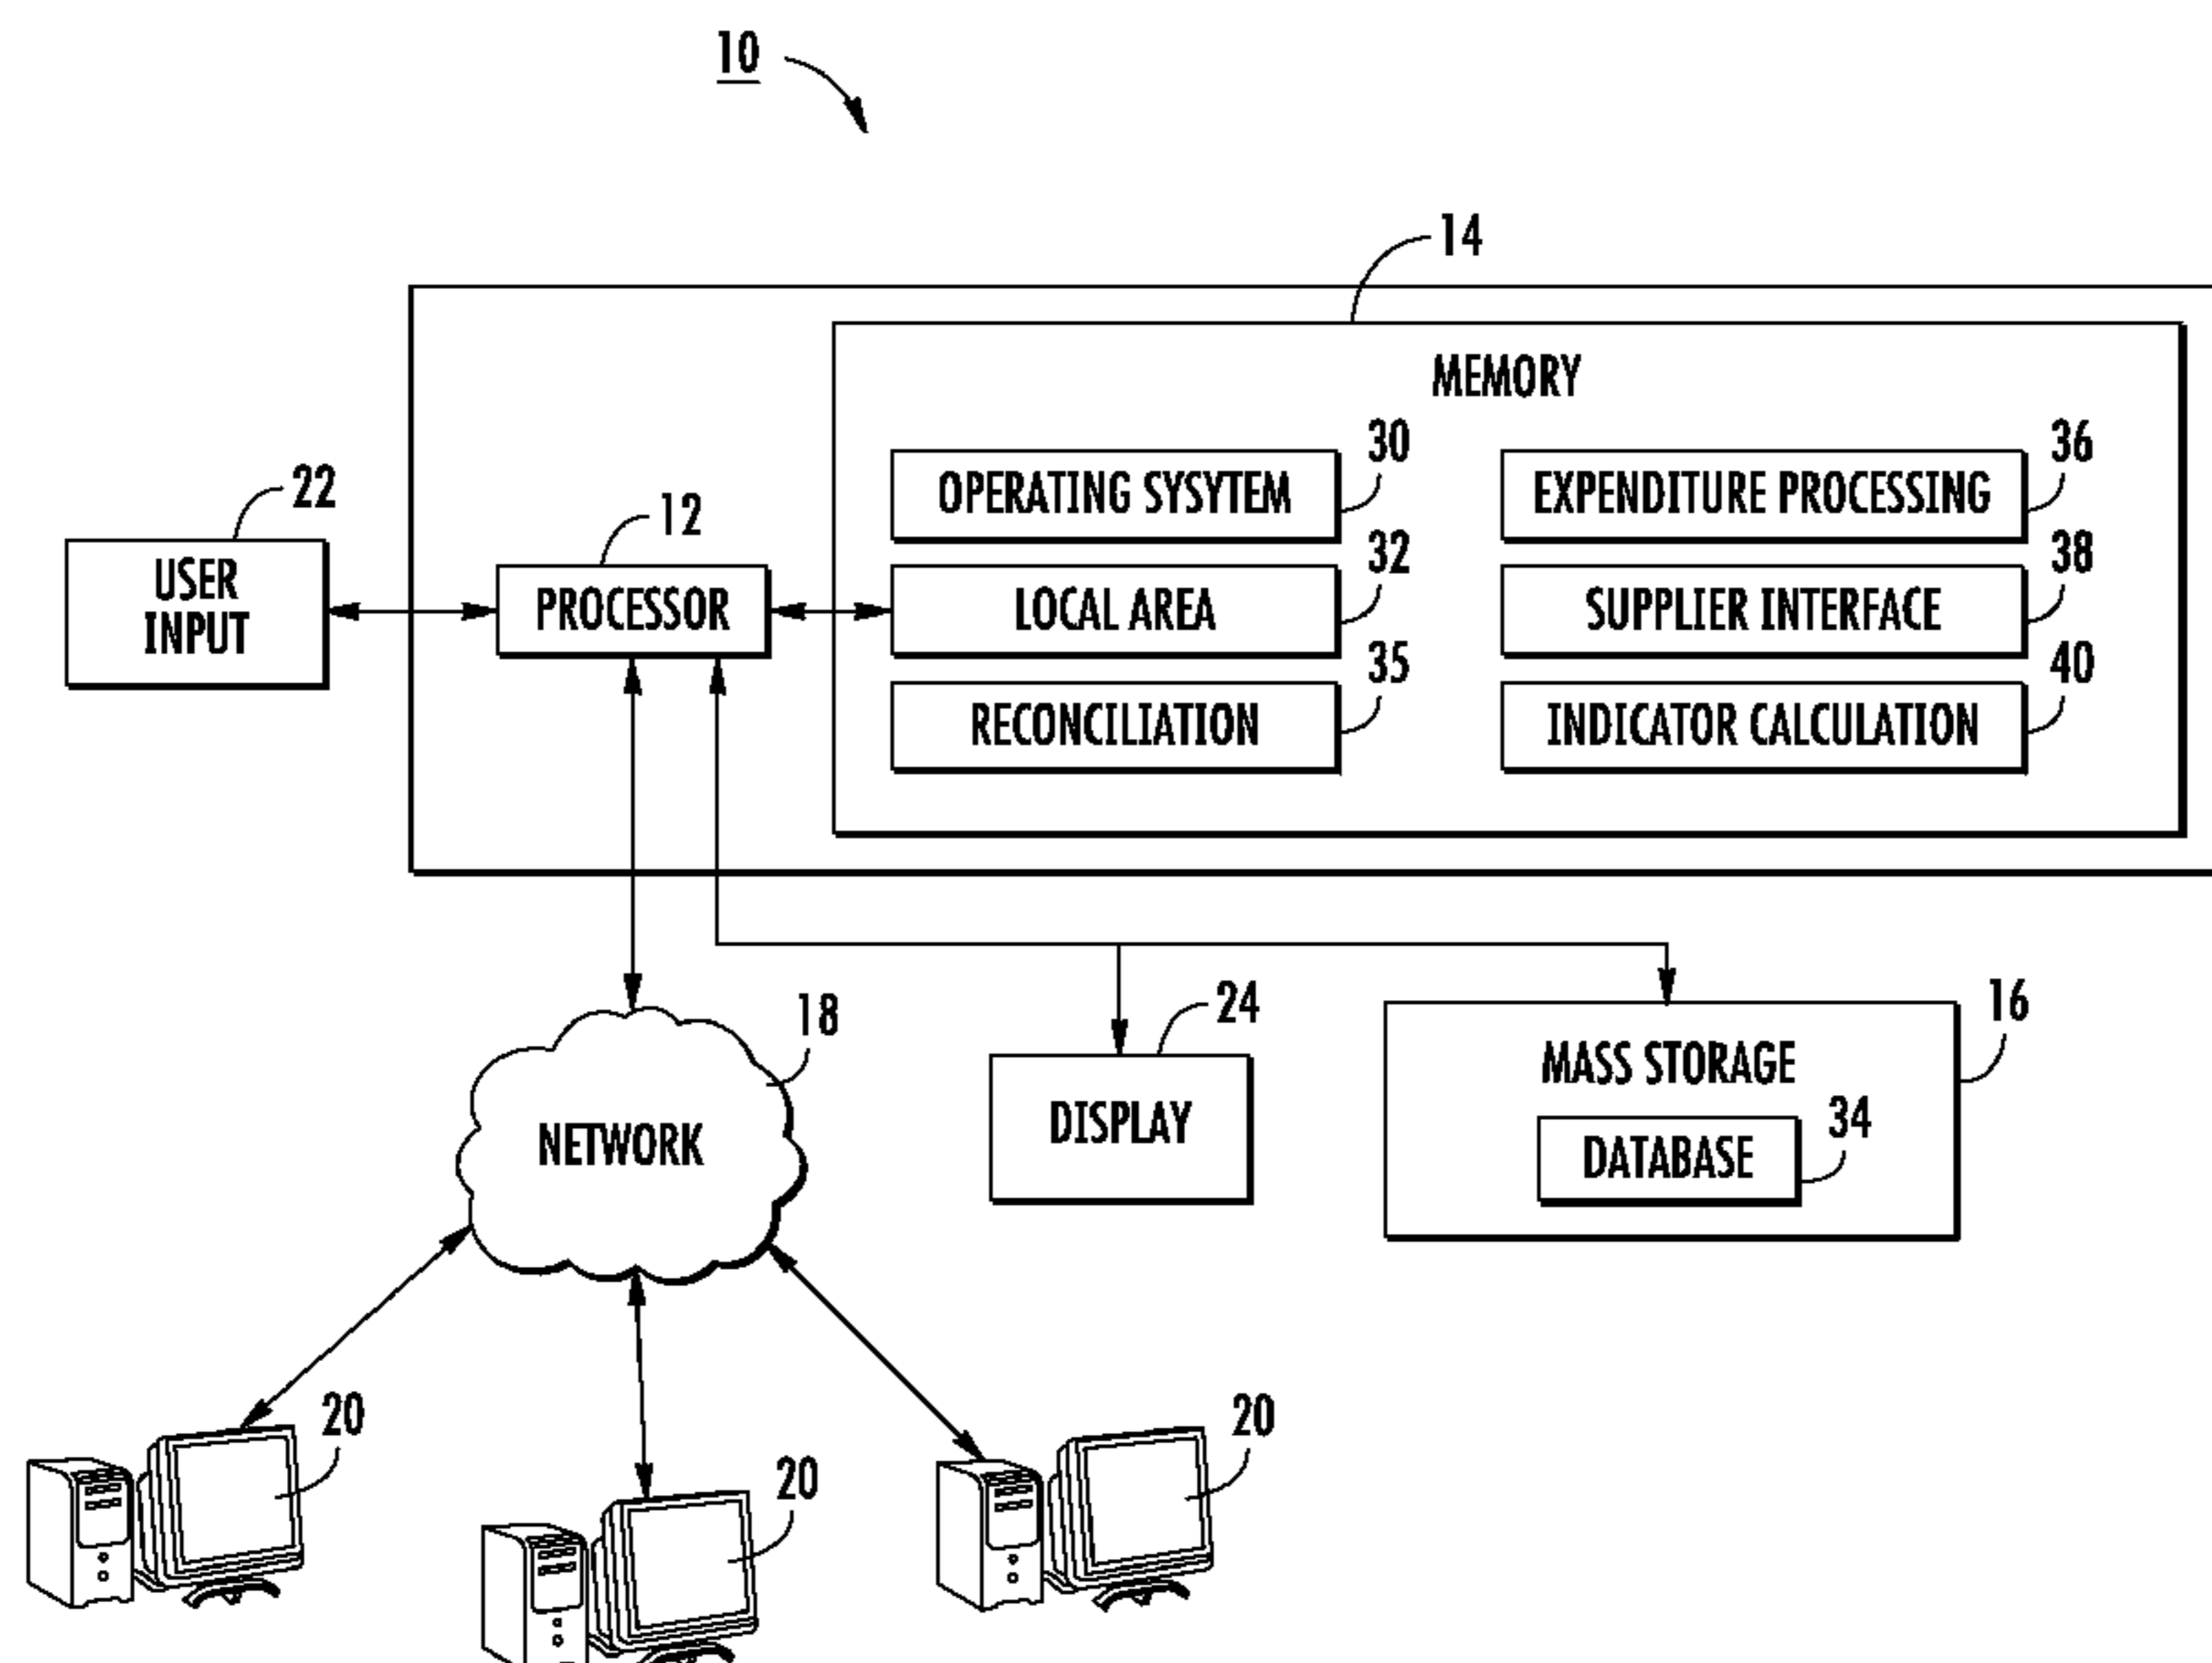 10
14
MEMORY
30
36
OPERATING SYSYTEM
EXPENDITURE PROCESSING
22
12
32
38
USER
INPUT
PROCESSOR
LOCAL AREA
SUPPLIER INTERFACE
35
40
RECONCILIATION
INDICATOR CALCULATION
18
24
16
MASS STORAGE
NETWORK
DISPLAY
34
DATABASE
20
20
20